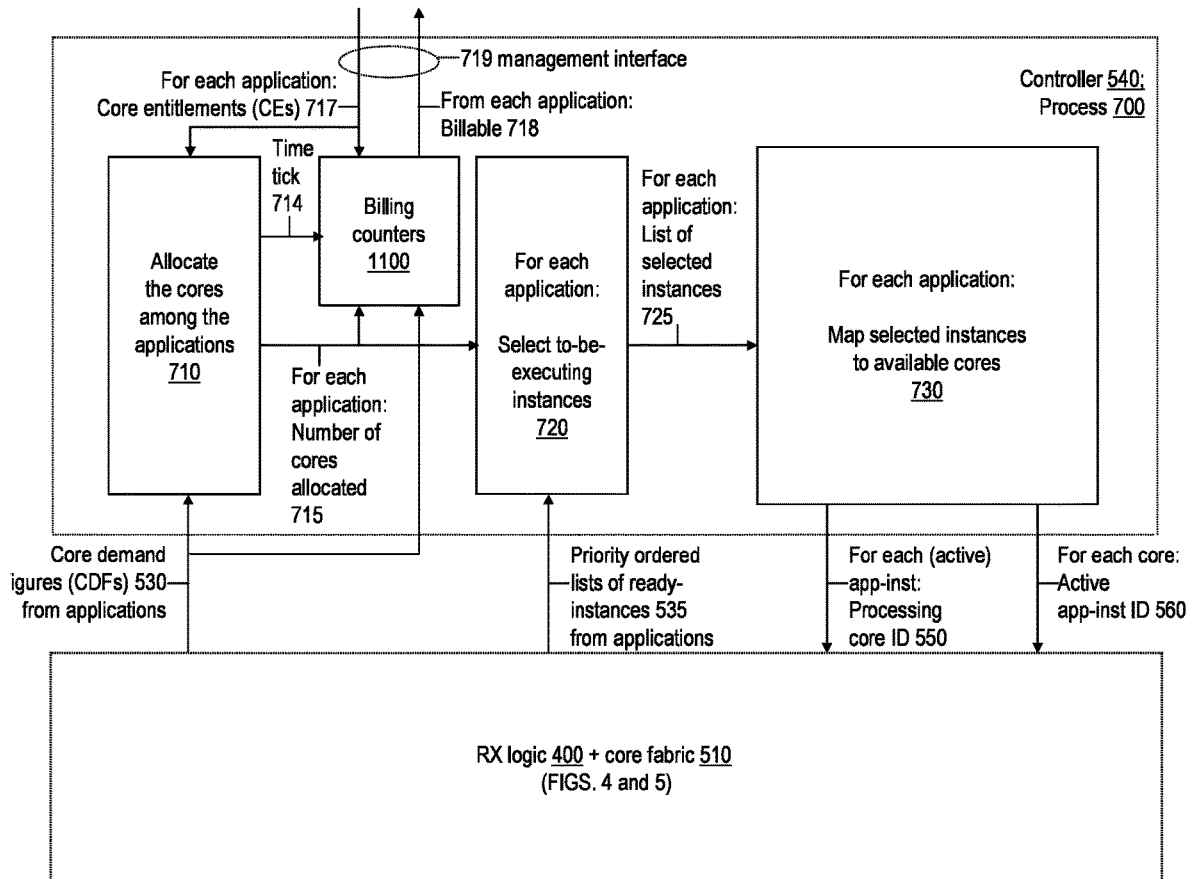 719 management interface
Controller 540;
Process 700
For each application:
Core entitlements (CEs) 717
From each application:
Billable 718
Time
tick
714
Billing
counters
1100
Allocate
the cores
among the
applications
710
For each
application:
Number of
cores
allocated
715
For each
application:
Select to-be-
executing
instances
720
For each
application:
List of
selected
instances
725
For each application:
Map selected instances
to available cores
730
Core demand
igures (CDFs) 530
from applications
Priority ordered
lists of ready-
instances 535
from applications
For each (active)
app-inst:
Processing
core ID 550
For each core:
Active
app-inst ID 560
RX logic 400 + core fabric 510
(FIGS. 4 and 5)